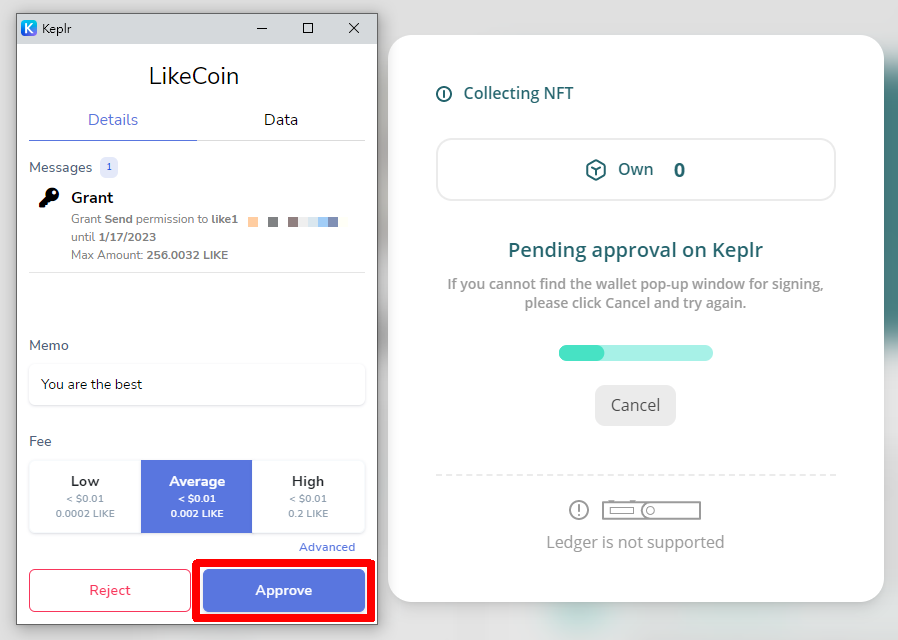 Keplr
LikeCoin
Details
Data
Messages 1
Grant
Grant Send permission to like1
until 1/17/2023
Max Amount: 256.0032 LIKE
Memo
You are the best
Fee
Low
< $0.01
0.0002 LIKE
Average
< $0.01
0.002 LIKE
High
< $0.01
0.2 LIKE
Advanced
Reject
Approve
Collecting NFT
Own 0
Pending approval on Keplr
If you cannot find the wallet pop-up window for signing,
please click Cancel and try again.
Cancel
Ledger is not supported